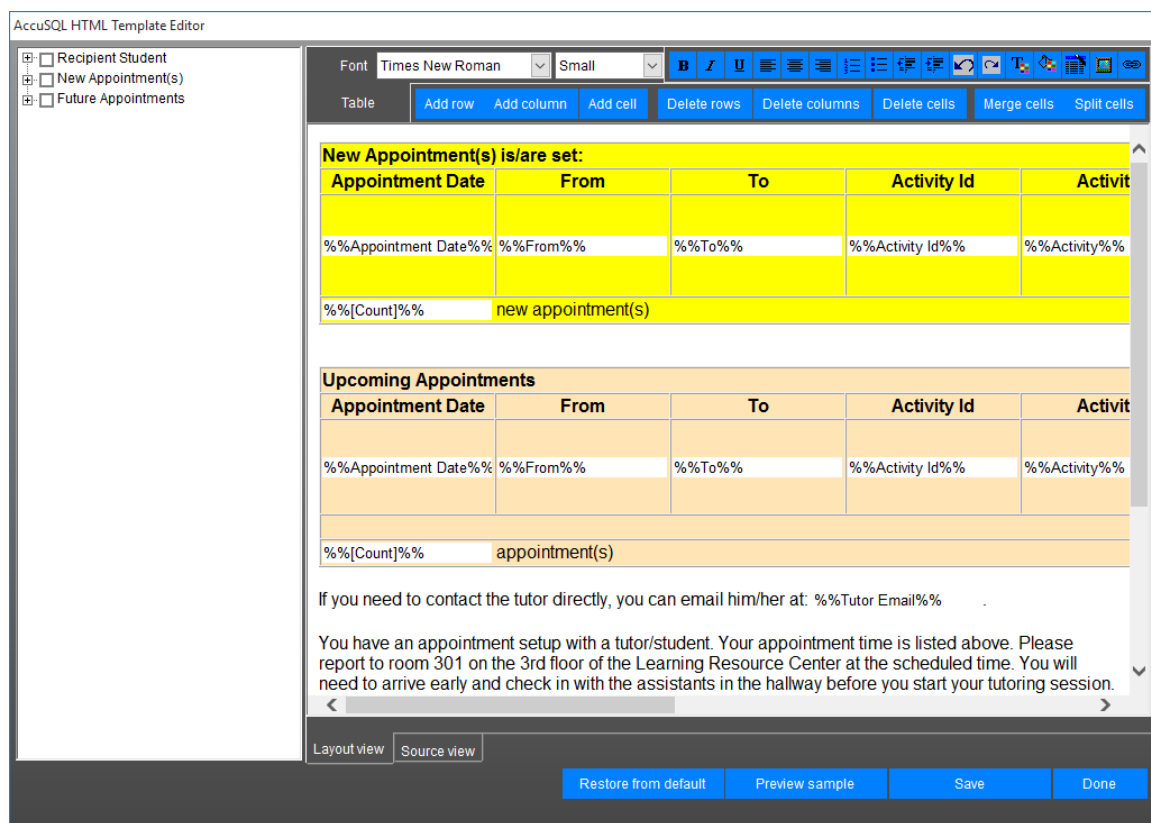 AccuSQL HTML Template Editor
Recipient Student
New Appointment(s)
Future Appointments
Font Times New Roman Small B I U
Table Add row Add column Add cell Delete rows Delete columns Delete cells Merge cells Split cells
New Appointment(s) is/are set:
Appointment Date From To Activity Id Activit
%%Appointment Date%% %%From%% %%To%% %%Activity Id%% %%Activity%%
%%[Count]%% new appointment(s)
Upcoming Appointments
Appointment Date From To Activity Id Activit
%%Appointment Date%% %%From%% %%To%% %%Activity Id%% %%Activity%%
%%[Count]%% appointment(s)
If you need to contact the tutor directly, you can email him/her at: %%Tutor Email%% .
You have an appointment setup with a tutor/student. Your appointment time is listed above. Please
report to room 301 on the 3rd floor of the Learning Resource Center at the scheduled time. You will
need to arrive early and check in with the assistants in the hallway before you start your tutoring session.
Layout view Source view
Restore from default Preview sample Save Done